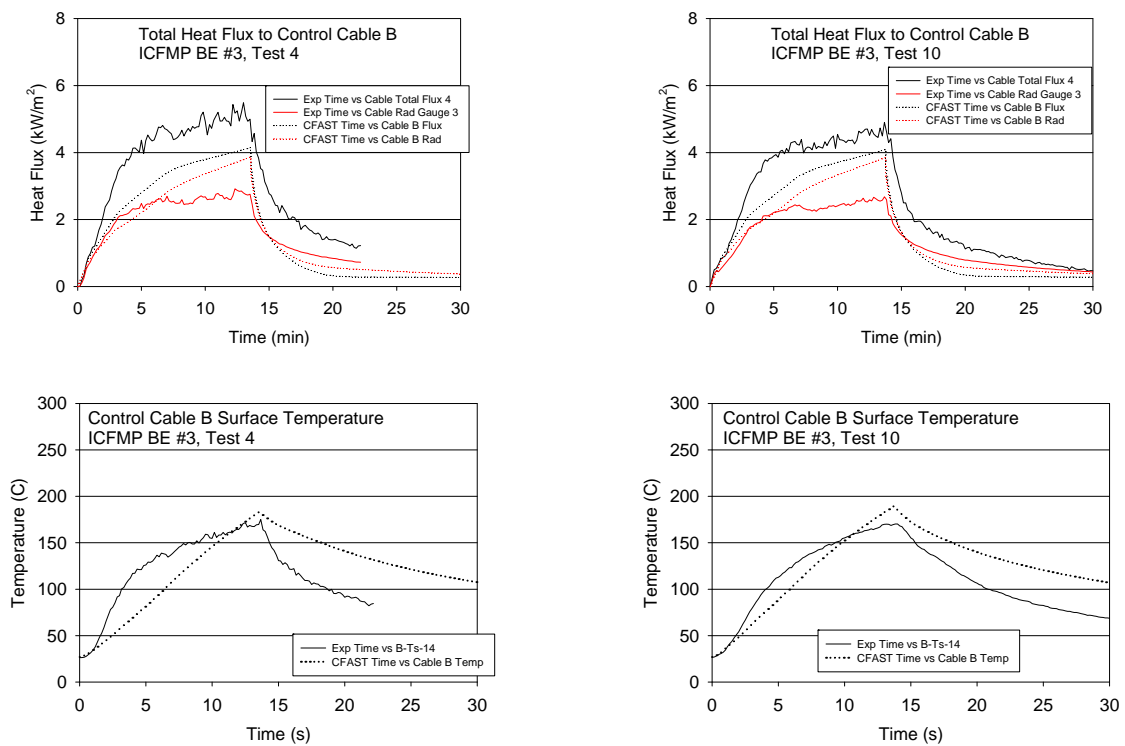 Total Heat Flux to Control Cable B
ICFMP BE #3, Test 4
Heat Flux (kW/m²)
8
6
4
2
0
Exp Time vs Cable Total Flux 4
Exp Time vs Cable Rad Gauge 3
CFAST Time vs Cable B Flux
CFAST Time vs Cable B Rad
0 5 10 15 20 25 30
Time (min)
Total Heat Flux to Control Cable B
ICFMP BE #3, Test 10
Heat Flux (kW/m²)
8
6
4
2
0
Exp Time vs Cable Total Flux 4
Exp Time vs Cable Rad Gauge 3
CFAST Time vs Cable B Flux
CFAST Time vs Cable B Rad
0 5 10 15 20 25 30
Time (min)
Control Cable B Surface Temperature
ICFMP BE #3, Test 4
Temperature (C)
300
250
200
150
100
50
0
Exp Time vs B-Ts-14
CFAST Time vs Cable B Temp
0 5 10 15 20 25 30
Time (s)
Control Cable B Surface Temperature
ICFMP BE #3, Test 10
Temperature (C)
300
250
200
150
100
50
0
Exp Time vs B-Ts-14
CFAST Time vs Cable B Temp
0 5 10 15 20 25 30
Time (s)